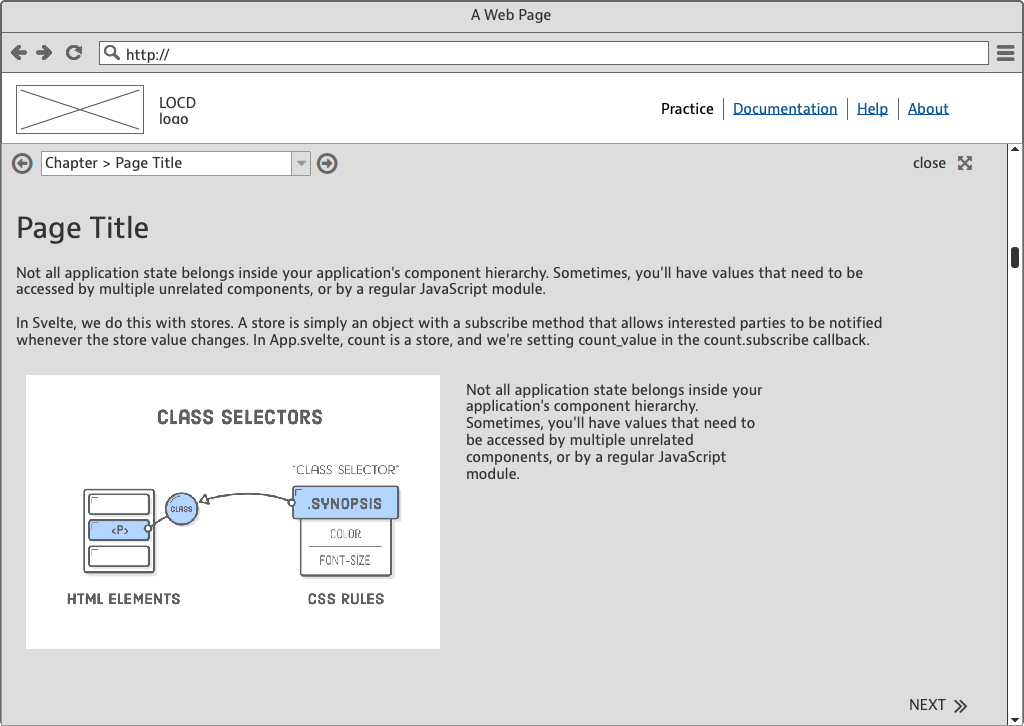 A Web Page
http://
LOCD
logo
Practice
Documentation
Help
About
Chapter > Page Title
close
Page Title
Not all application state belongs inside your application's component hierarchy. Sometimes, you'll have values that need to be
accessed by multiple unrelated components, or by a regular JavaScript module.
In Svelte, we do this with stores. A store is simply an object with a subscribe method that allows interested parties to be notified
whenever the store value changes. In App.svelte, count is a store, and we're setting count_value in the count.subscribe callback.
CLASS SELECTORS
"CLASS SELECTOR"
CLASS
.SYNOPSIS
<P>
COLOR
FONT-SIZE
HTML ELEMENTS
CSS RULES
Not all application state belongs inside your
application's component hierarchy.
Sometimes, you'll have values that need to
be accessed by multiple unrelated
components, or by a regular JavaScript
module.
NEXT